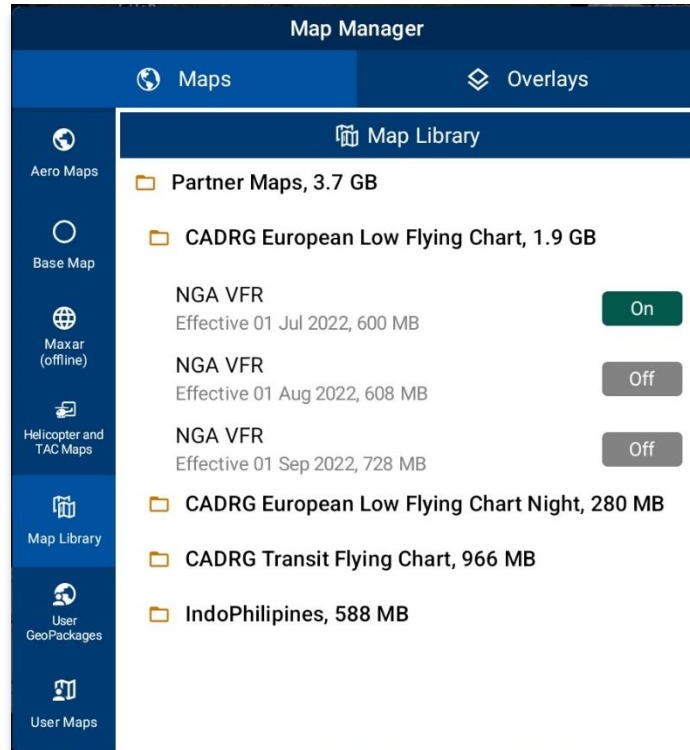 Map Manager
Maps
Overlays
Aero Maps
Base Map
Maxar
(offline)
Helicopter and
TAC Maps
Map Library
User
GeoPackages
User Maps
Map Library
Partner Maps, 3.7 GB
CADRG European Low Flying Chart, 1.9 GB
NGA VFR
Effective 01 Jul 2022, 600 MB
On
NGA VFR
Effective 01 Aug 2022, 608 MB
Off
NGA VFR
Effective 01 Sep 2022, 728 MB
Off
CADRG European Low Flying Chart Night, 280 MB
CADRG Transit Flying Chart, 966 MB
IndoPhilipines, 588 MB